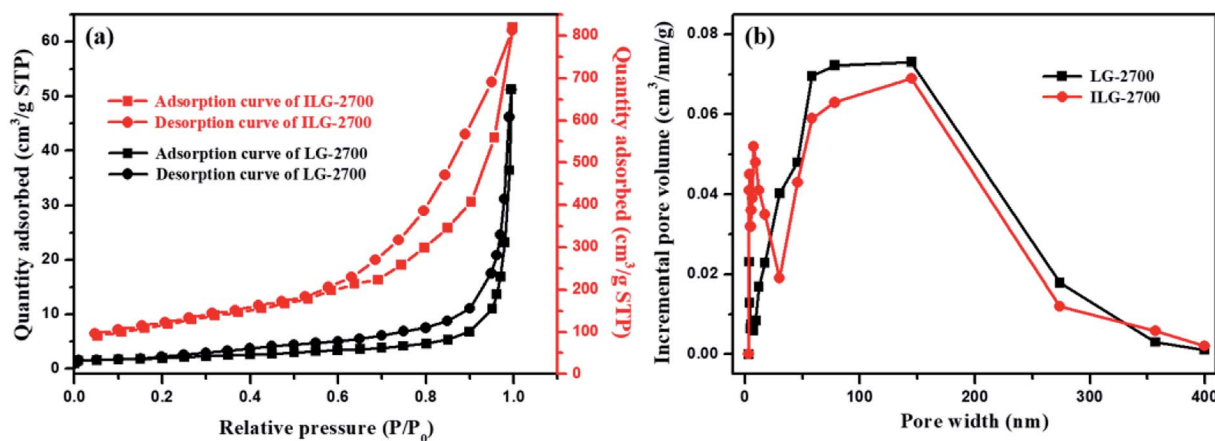 (a)
Quantity adsorbed (cm³/g STP)
60
50
40
30
20
10
0
Adsorption curve of ILG-2700
Desorption curve of ILG-2700
Adsorption curve of LG-2700
Desorption curve of LG-2700
800
700
600
500
400
300
200
100
0
Quantity adsorbed (cm³/g STP)
0.0 0.2 0.4 0.6 0.8 1.0
Relative pressure (P/P₀)
(b)
Incremental pore volume (cm³/nm/g)
0.08
0.06
0.04
0.02
0.00
LG-2700
ILG-2700
0 100 200 300 400
Pore width (nm)